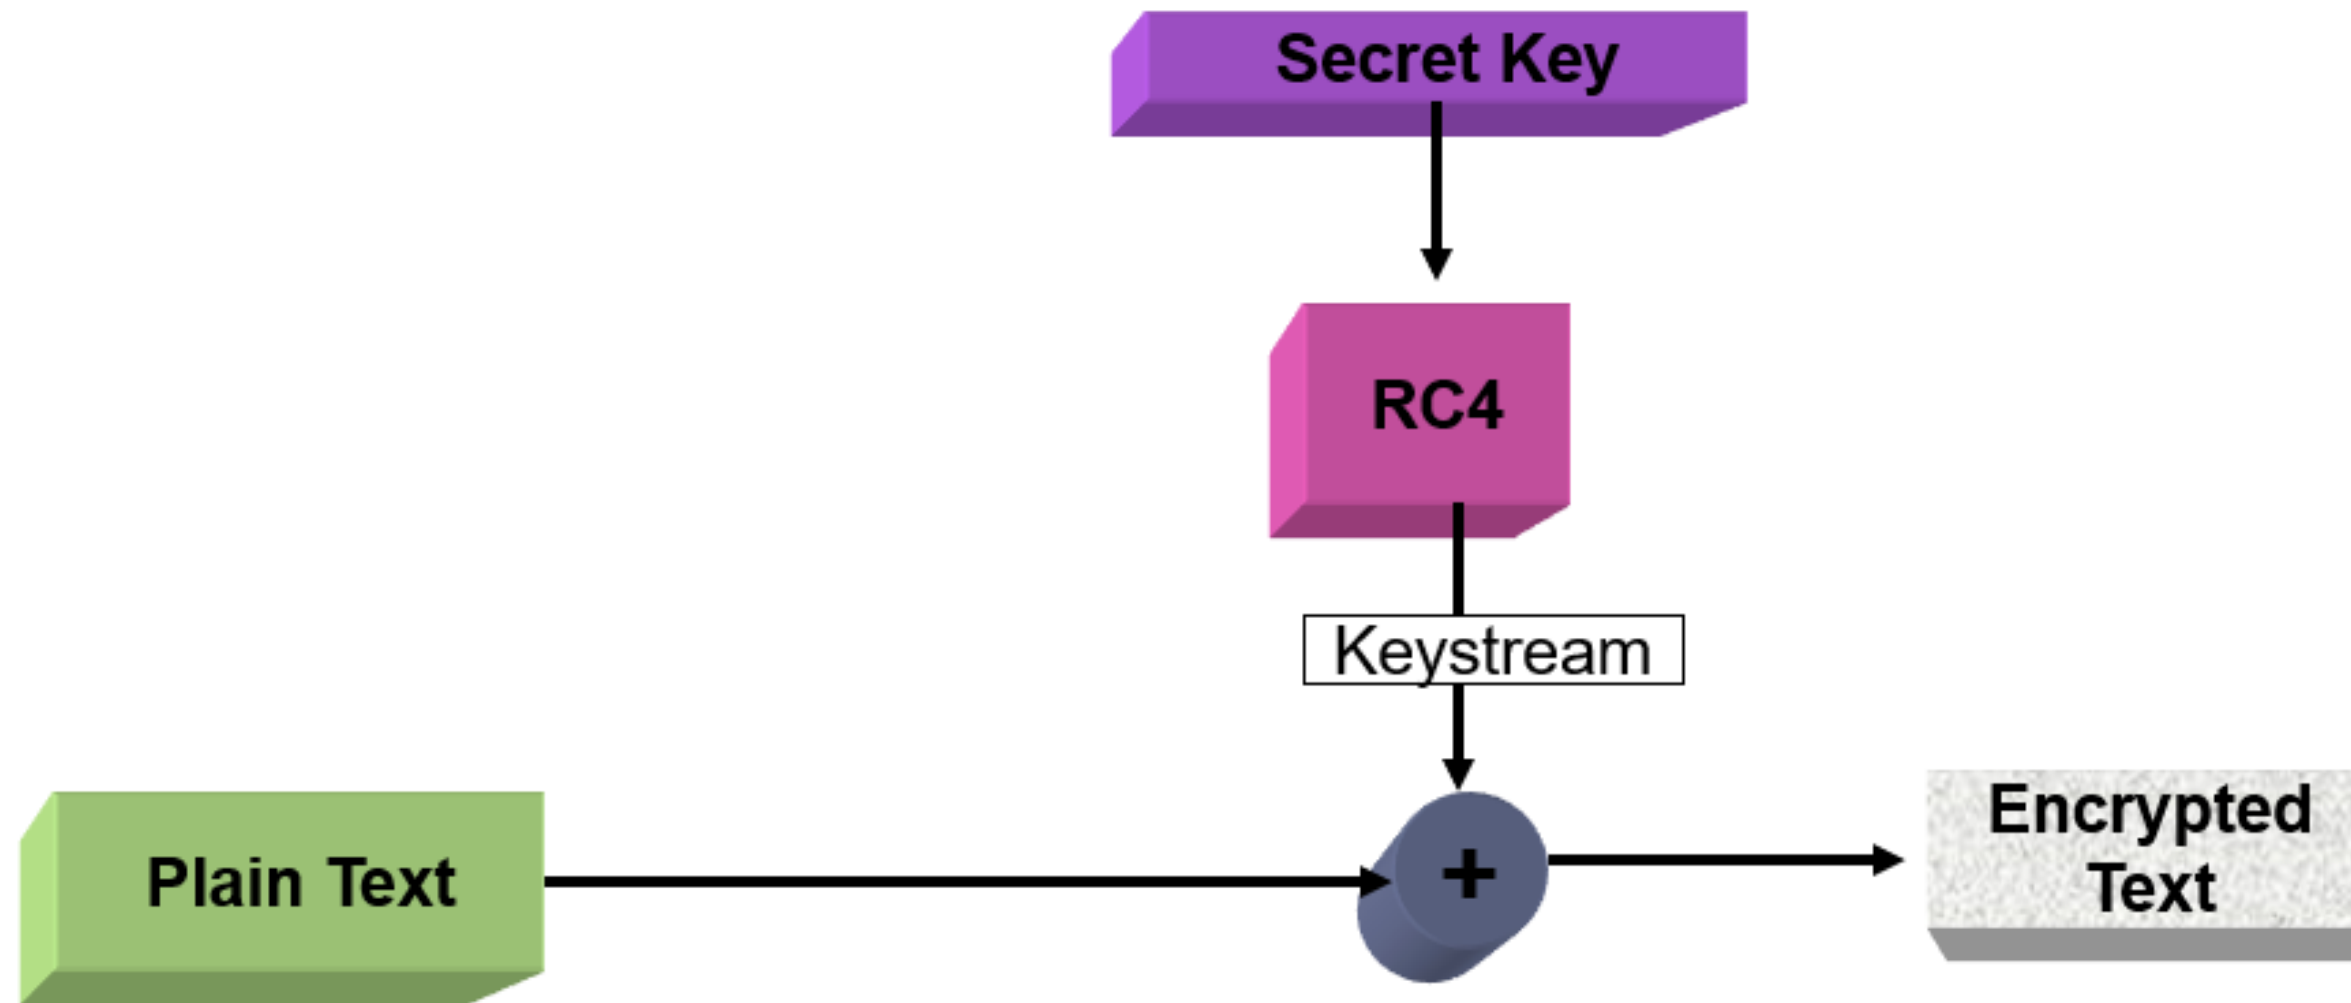 Secret Key
RC4
Keystream
Plain Text
+
Encrypted
Text